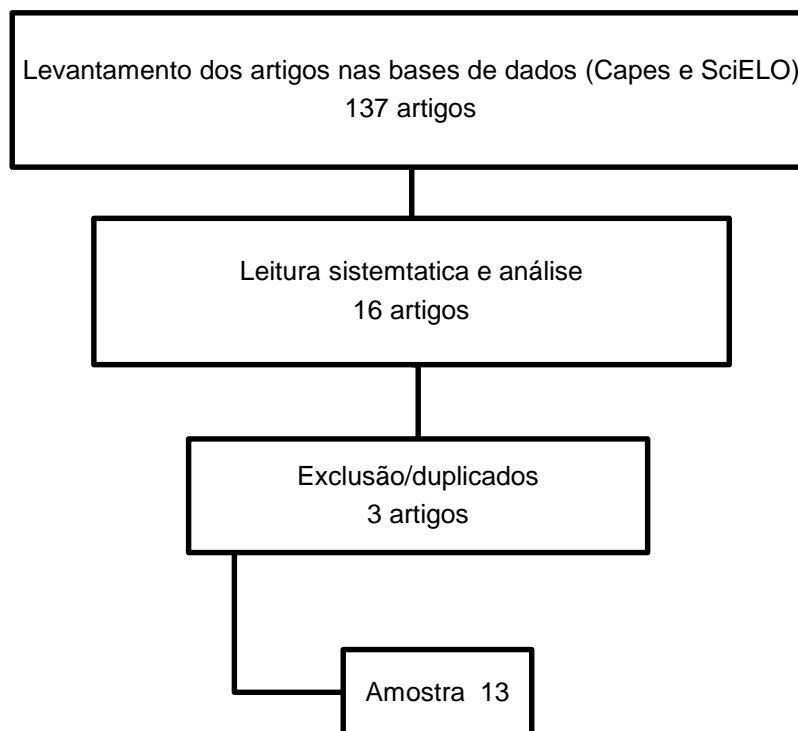 Levantamento dos artigos nas bases de dados (Capes e SciELO)
137 artigos
Leitura sistemtatica e análise
16 artigos
Exclusão/duplicados
3 artigos
Amostra 13